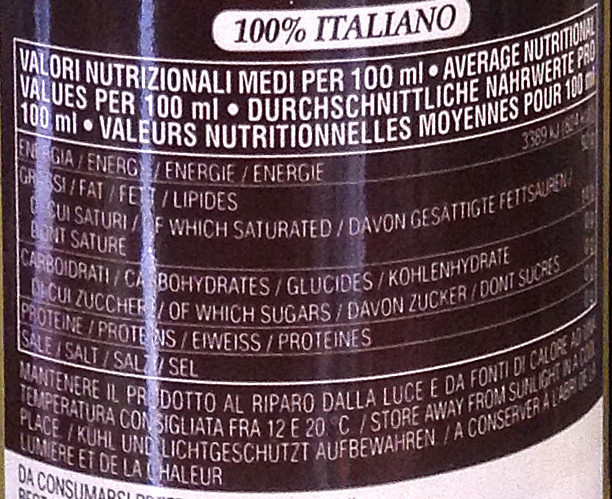 100% ITALIANO
VALORI NUTRIZIONALI MEDI PER 100 ml • AVERAGE NUTRITIONAL
VALUES PER 100 ml • DURCHSCHNITTLICHE NÄHRWERTE PRO
100 ml • VALEURS NUTRITIONNELLES MOYENNES POUR 100 ml
ENERGIA / ENERGY / ENERGIE / ENERGIE 3389 kJ
GRASSI / FAT / FETT / LIPIDES
DI CUI SATURI / OF WHICH SATURATED / DAVON GESÄTTIGTE FETTSÄUREN /
DONT SATURE
CARBOIDRATI / CARBOHYDRATES / GLUCIDES / KOHLENHYDRATE
DI CUI ZUCCHERI / OF WHICH SUGARS / DAVON ZUCKER / DONT SUCRES
PROTEINE / PROTEINS / EIWEISS / PROTEINES
SALE / SALT / SALZ / SEL
MANTENERE IL PRODOTTO AL RIPARO DALLA LUCE E DA FONTI DI CALORE AD UNA
TEMPERATURA CONSIGLIATA FRA 12 E 20 °C / STORE AWAY FROM SUNLIGHT IN A COOL
PLACE / KÜHL UND LICHTGESCHÜTZT AUFBEWAHREN / A CONSERVER A L'ABRI DE LA
LUMIÈRE ET DE LA CHALEUR
DA CONSUMARSI